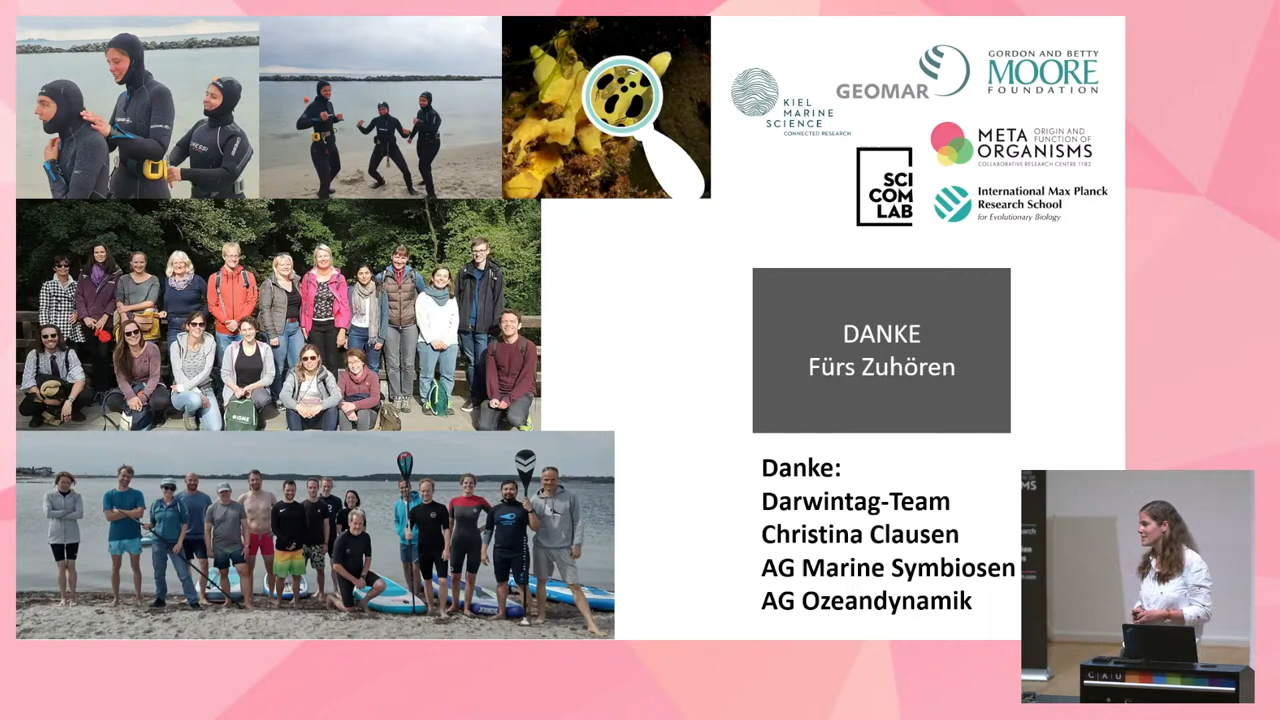 KIEL
MARINE
SCIENCE
CONNECTED RESEARCH
GEOMAR
GORDON AND BETTY
MOORE
FOUNDATION
META
ORGANISMS
ORIGIN AND
FUNCTION OF
COLLABORATIVE RESEARCH CENTRE 1182
SCI
COM
LAB
International Max Planck
Research School
for Evolutionary Biology
DANKE
Fürs Zuhören
Danke:
Darwintag-Team
Christina Clausen
AG Marine Symbiosen
AG Ozeandynamik
CAU